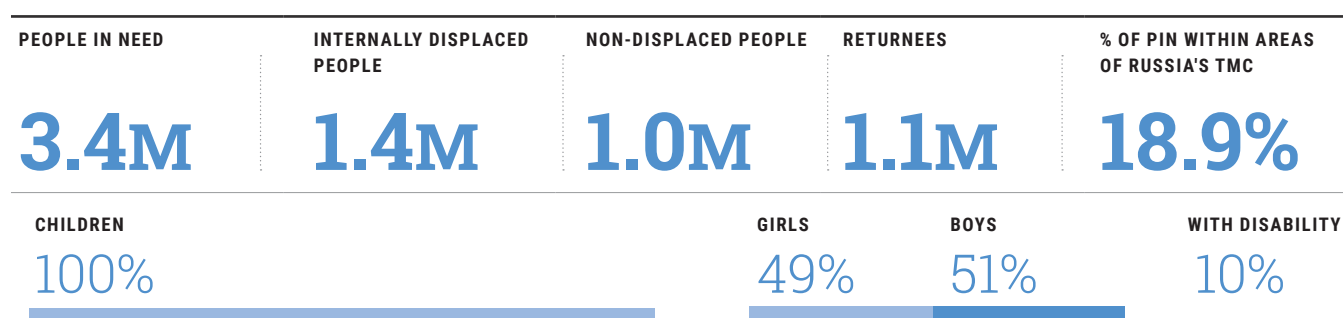 PEOPLE IN NEED
INTERNALLY DISPLACED
PEOPLE
NON-DISPLACED PEOPLE
RETURNEES
% OF PIN WITHIN AREAS
OF RUSSIA'S TMC
3.4M
1.4M
1.0M
1.1M
18.9%
CHILDREN
GIRLS
BOYS
WITH DISABILITY
100%
49%
51%
10%